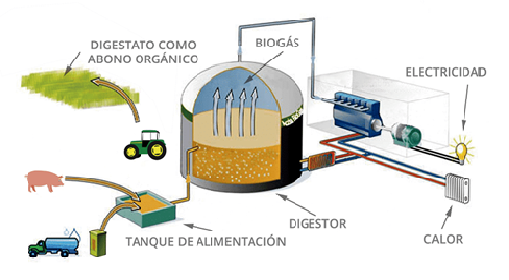 DIGESTATO COMO
ABONO ORGÁNICO
BIOGÁS
ELECTRICIDAD
DIGESTOR
TANQUE DE ALIMENTACIÓN
CALOR